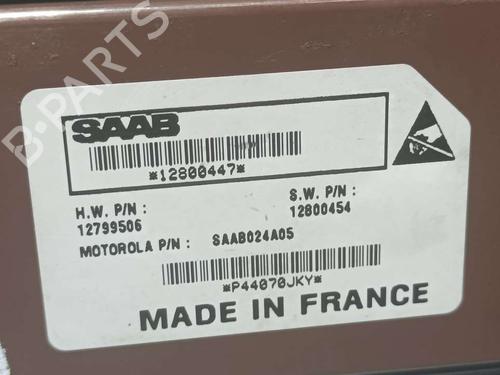 B-PARTS
SAAB
*12800447*
H.W. P/N :
12799506
S.W. P/N :
12800454
MOTOROLA P/N : SAAB024A05
*P44070JKY*
MADE IN FRANCE